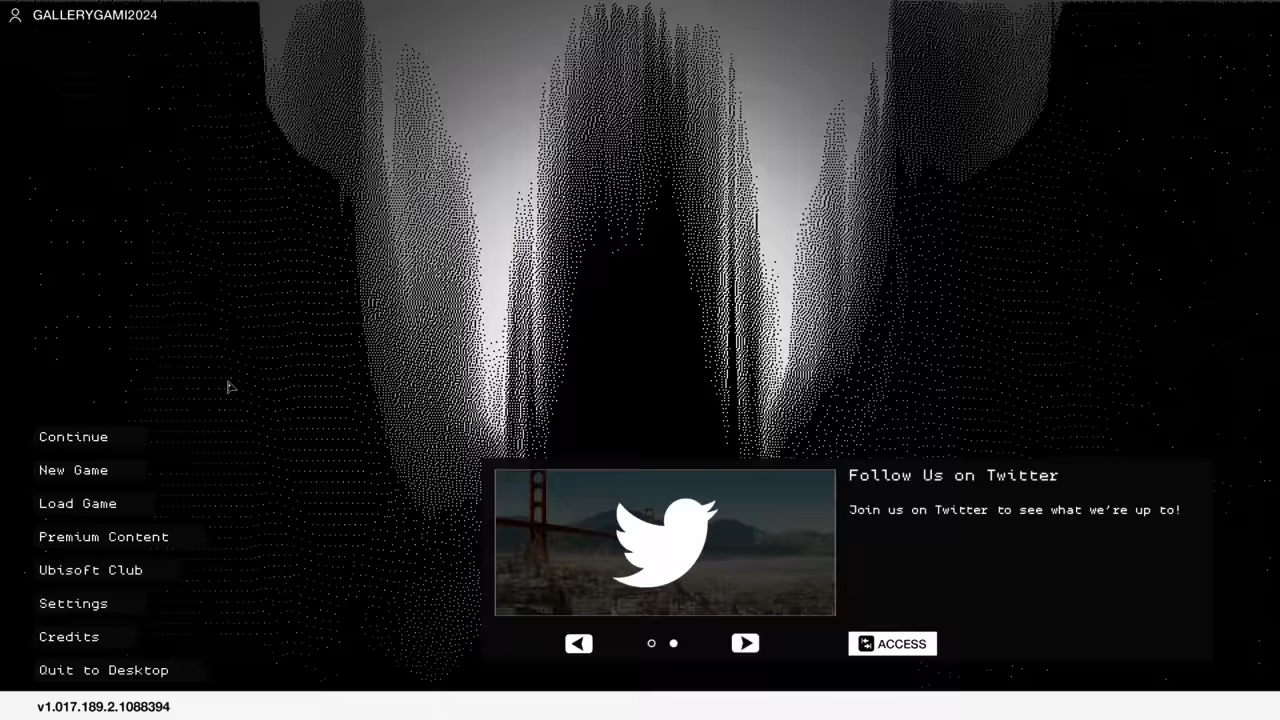 GALLERYGAMI2024
Continue
New Game
Load Game
Premium Content
Ubisoft Club
Settings
Credits
Quit to Desktop
Follow Us on Twitter
Join us on Twitter to see what we're up to!
ACCESS
v1.017.189.2.1088394